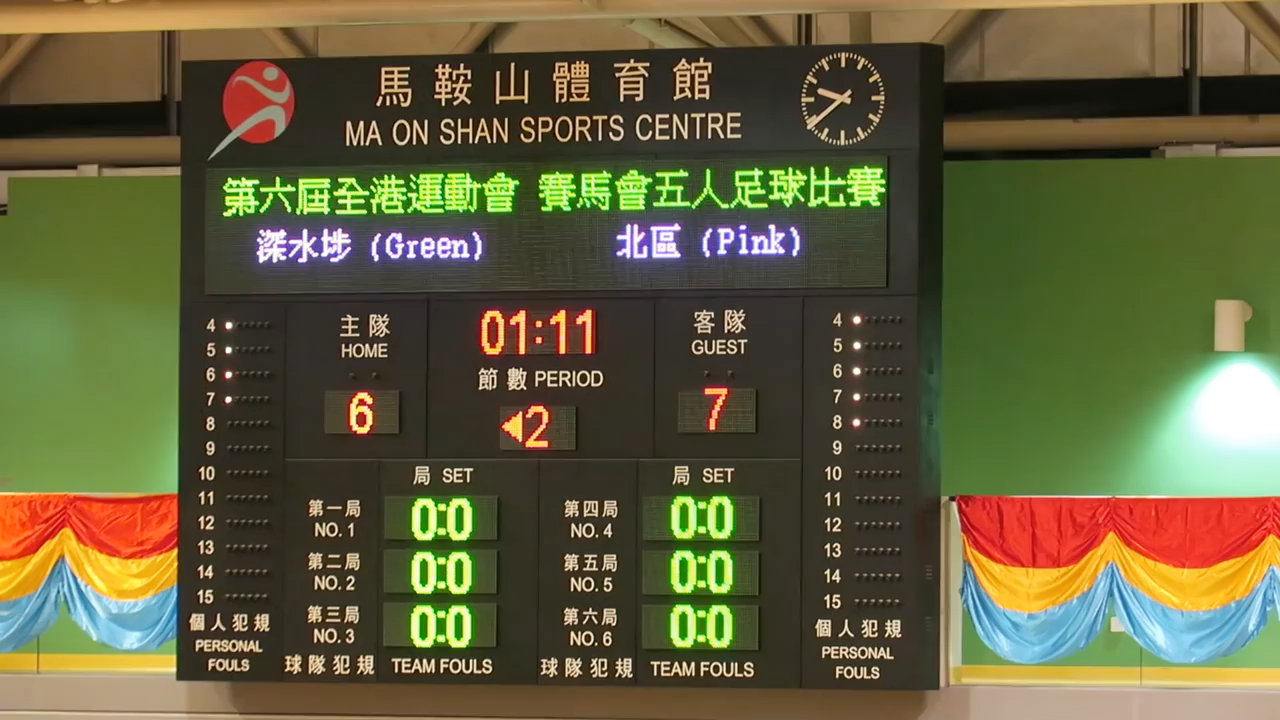 馬鞍山體育館
MA ON SHAN SPORTS CENTRE
第六屆全港運動會 賽馬會五人足球比賽
深水埗 (Green) 北區 (Pink)
主隊
HOME
6
01:11
節數 PERIOD
◀2
客隊
GUEST
7
4
5
6
7
8
9
10
11
12
13
14
15
個人犯規
PERSONAL
FOULS
局 SET
第一局
NO. 1
0:0
第二局
NO. 2
0:0
第三局
NO. 3
0:0
球隊犯規 TEAM FOULS
局 SET
第四局
NO. 4
0:0
第五局
NO. 5
0:0
第六局
NO. 6
0:0
球隊犯規 TEAM FOULS
4
5
6
7
8
9
10
11
12
13
14
15
個人犯規
PERSONAL
FOULS